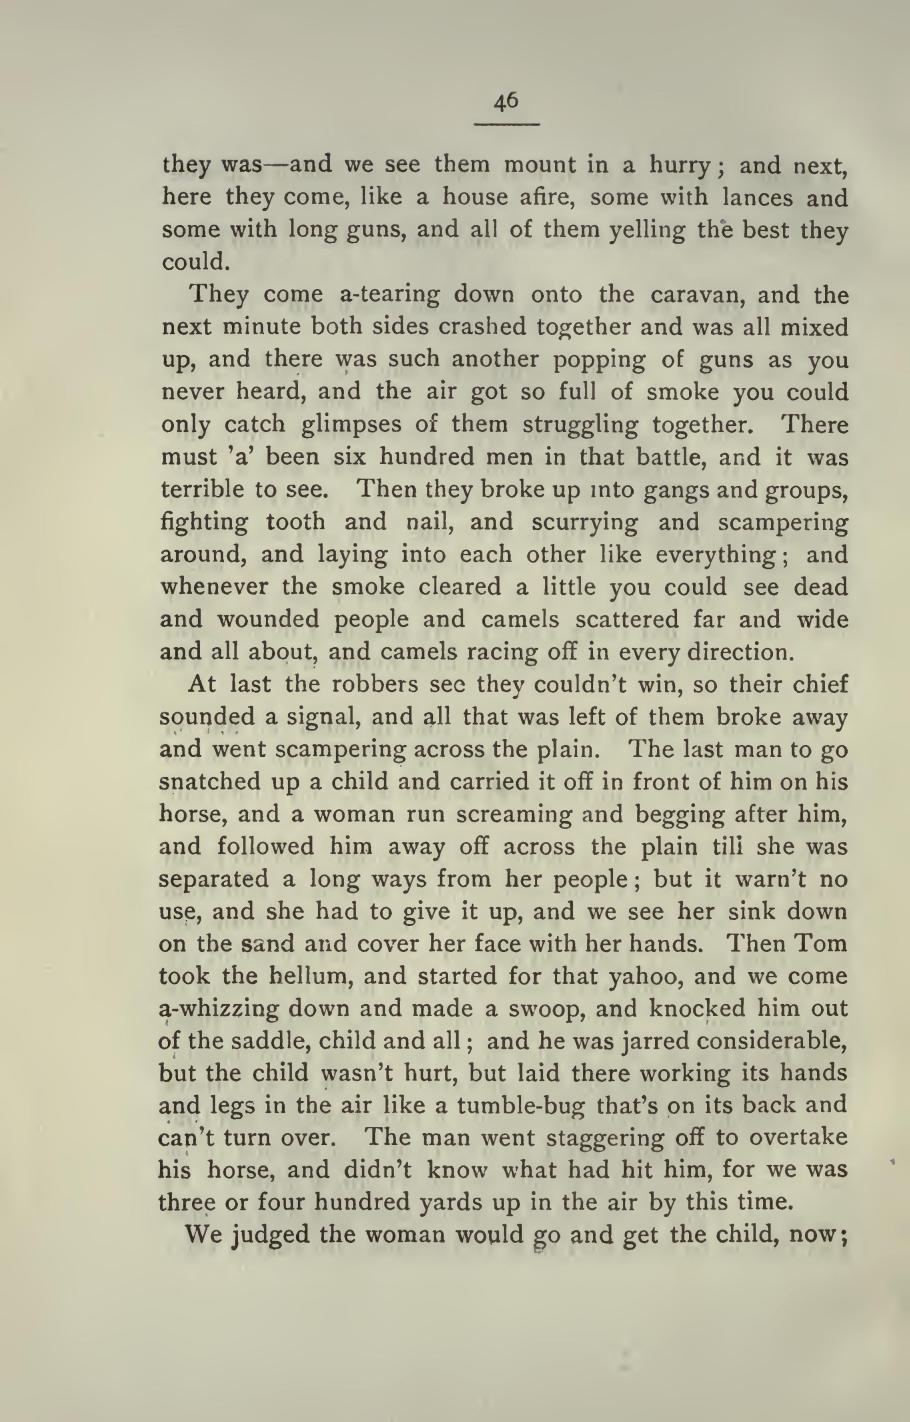 46
they was—and we see them mount in a hurry; and next,
here they come, like a house afire, some with lances and
some with long guns, and all of them yelling the best they
could.
They come a-tearing down onto the caravan, and the
next minute both sides crashed together and was all mixed
up, and there was such another popping of guns as you
never heard, and the air got so full of smoke you could
only catch glimpses of them struggling together. There
must 'a' been six hundred men in that battle, and it was
terrible to see. Then they broke up into gangs and groups,
fighting tooth and nail, and scurrying and scampering
around, and laying into each other like everything; and
whenever the smoke cleared a little you could see dead
and wounded people and camels scattered far and wide
and all about, and camels racing off in every direction.
At last the robbers see they couldn't win, so their chief
sounded a signal, and all that was left of them broke away
and went scampering across the plain. The last man to go
snatched up a child and carried it off in front of him on his
horse, and a woman run screaming and begging after him,
and followed him away off across the plain till she was
separated a long ways from her people; but it warn't no
use, and she had to give it up, and we see her sink down
on the sand and cover her face with her hands. Then Tom
took the hellum, and started for that yahoo, and we come
a-whizzing down and made a swoop, and knocked him out
of the saddle, child and all; and he was jarred considerable,
but the child wasn't hurt, but laid there working its hands
and legs in the air like a tumble-bug that's on its back and
can't turn over. The man went staggering off to overtake
his horse, and didn't know what had hit him, for we was
three or four hundred yards up in the air by this time.
We judged the woman would go and get the child, now;